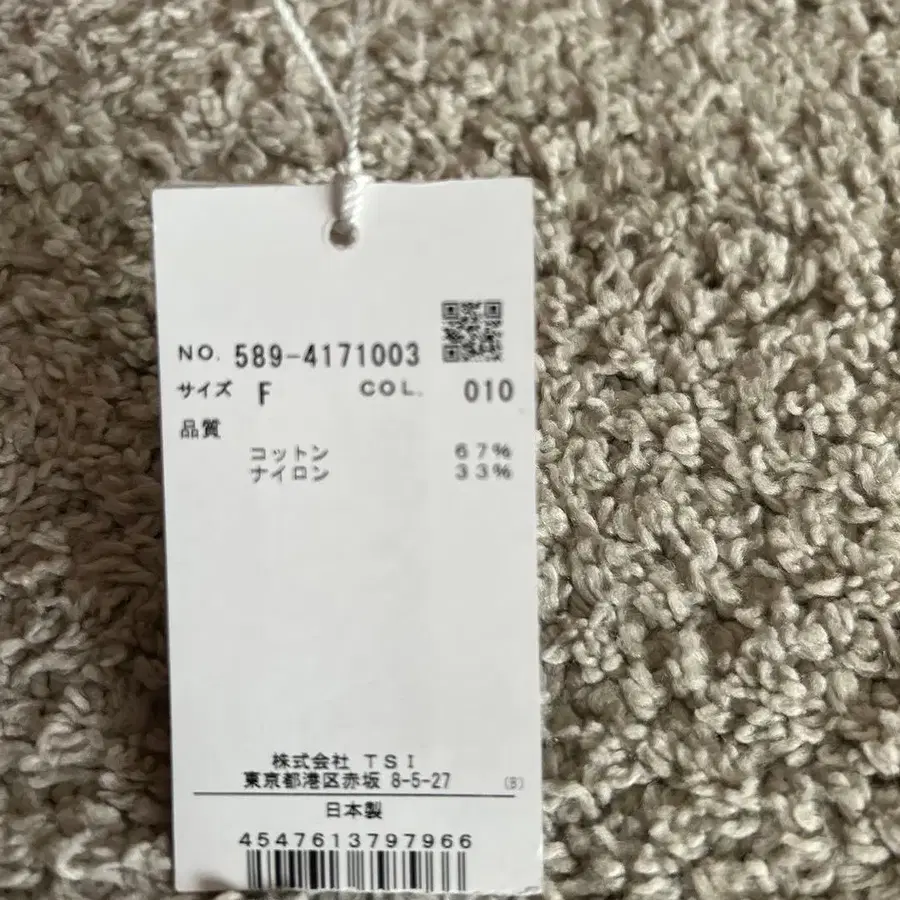 NO. 589-4171003
サイズ F COL. 010
品質
コットン 67%
ナイロン 33%
株式会社 TSI
東京都港区赤坂 8-5-27 (B)
日本製
4547613797966